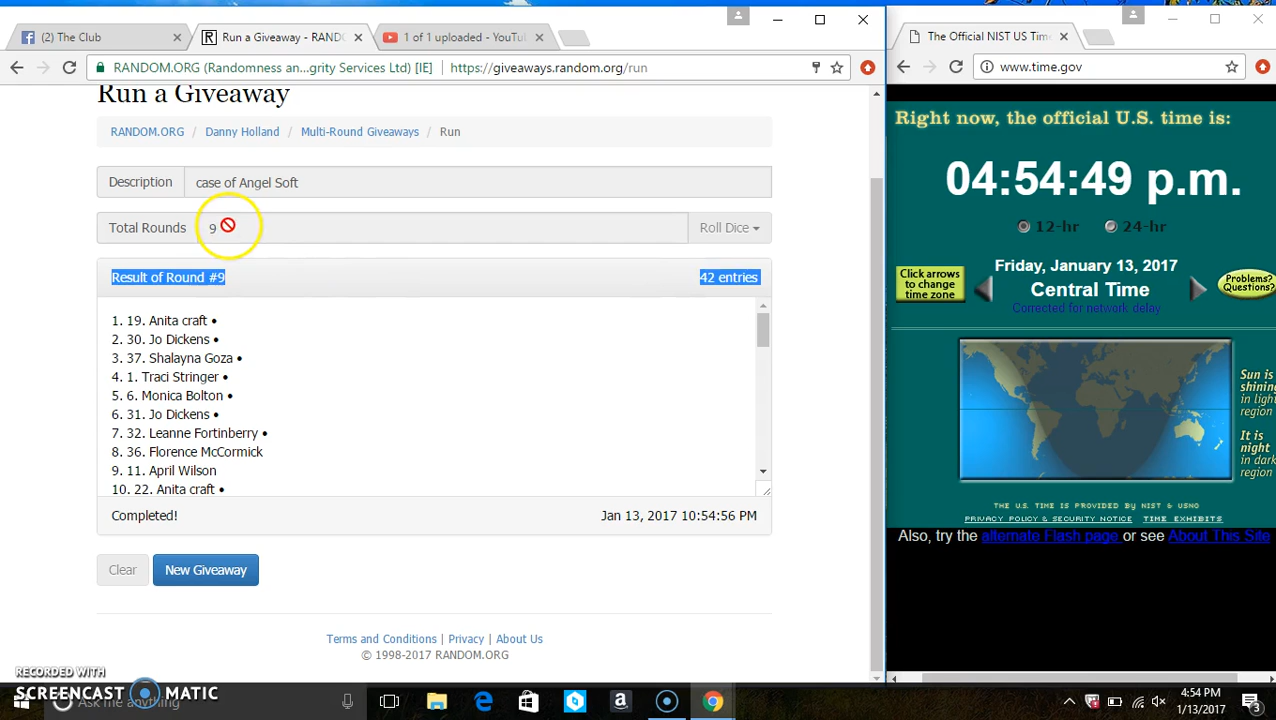 (2) The Club
Run a Giveaway - RAND
1 of 1 uploaded - YouTu
RANDOM.ORG (Randomness an...grity Services Ltd) [IE]
https://giveaways.random.org/run
Run a Giveaway
RANDOM.ORG / Danny Holland / Multi-Round Giveaways / Run
Description case of Angel Soft
Total Rounds 9 Roll Dice
Result of Round #9 42 entries
1. 19. Anita craft •
2. 30. Jo Dickens •
3. 37. Shalayna Goza •
4. 1. Traci Stringer •
5. 6. Monica Bolton •
6. 31. Jo Dickens •
7. 32. Leanne Fortinberry •
8. 36. Florence McCormick
9. 11. April Wilson
10. 22. Anita craft •
Completed! Jan 13, 2017 10:54:56 PM
Clear New Giveaway
Terms and Conditions | Privacy | About Us
© 1998-2017 RANDOM.ORG
The Official NIST US Time
www.time.gov
Right now, the official U.S. time is:
04:54:49 p.m.
12-hr 24-hr
Click arrows
to change
time zone
Friday, January 13, 2017
Central Time
Corrected for network delay
Problems?
Questions?
Sun is
shining
in light
region
It is
night
in dark
region
THE U.S. TIME IS PROVIDED BY NIST & USNO
PRIVACY POLICY & SECURITY NOTICE TIME EXHIBITS
Also, try the alternate Flash page or see About This Site
RECORDED WITH
SCREENCAST MATIC
Ask me anything
4:54 PM
1/13/2017
3